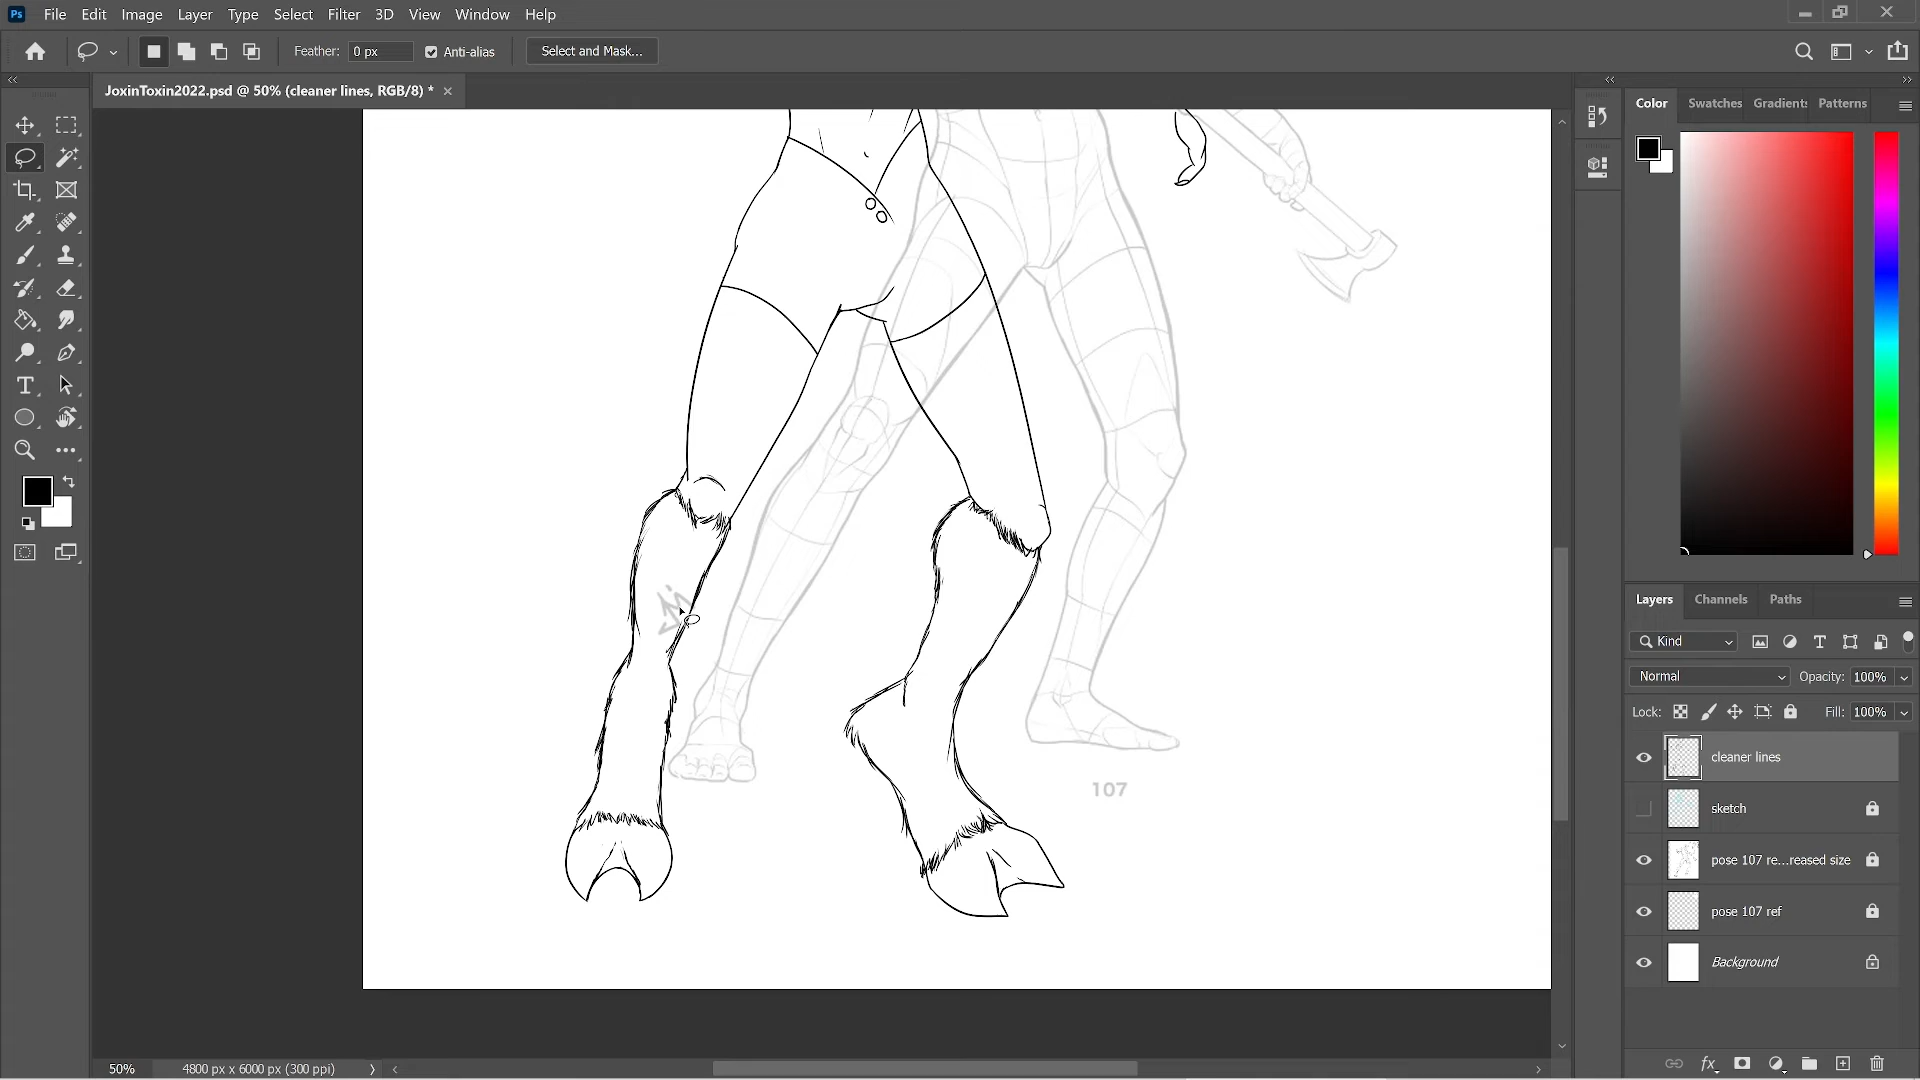 Ps File Edit Image Layer Type Select Filter 3D View Window Help
Feather: 0 px Anti-alias Select and Mask...
JoxinToxin2022.psd @ 50% (cleaner lines, RGB/8) *
Color Swatches Gradients Patterns
Layers Channels Paths
Kind
Normal Opacity: 100%
Lock: Fill: 100%
cleaner lines
sketch
pose 107 re...reased size
pose 107 ref
Background
107
50% 4800 px x 6000 px (300 ppi)